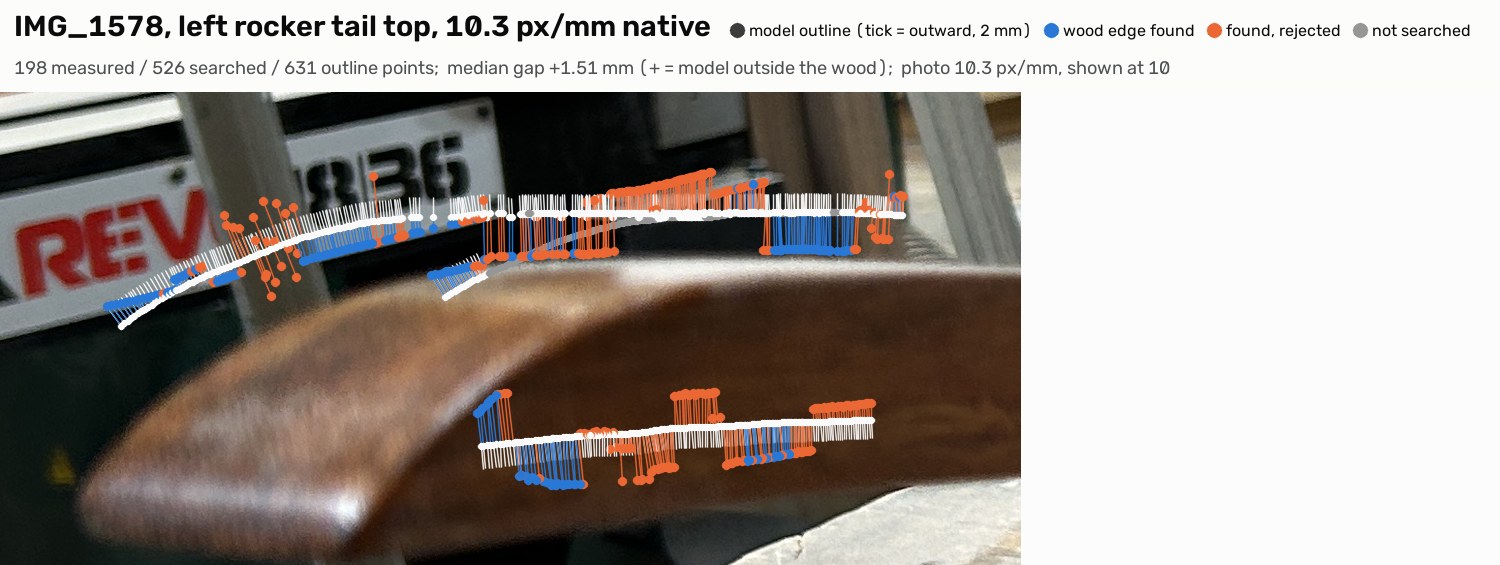 IMG_1578, left rocker tail top, 10.3 px/mm native
model outline (tick = outward, 2 mm) wood edge found found, rejected not searched
198 measured / 526 searched / 631 outline points; median gap +1.51 mm (+ = model outside the wood); photo 10.3 px/mm, shown at 10
REV